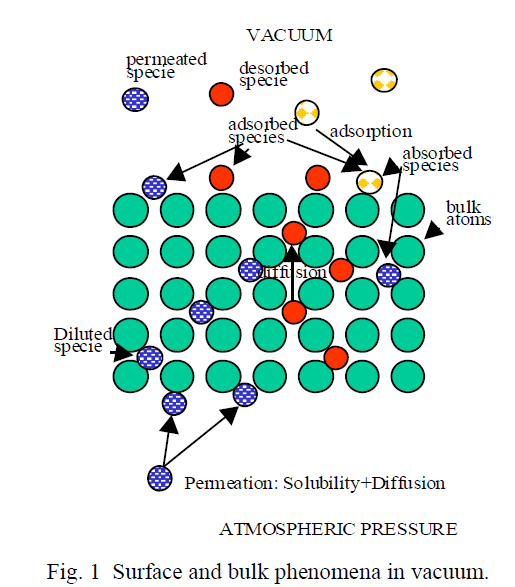 VACUUM
permeated
specie
desorbed
specie
adsorbed
species
adsorption
absorbed
species
bulk
atoms
diffusion
Diluted
specie
Permeation: Solubility+Diffusion
ATMOSPHERIC PRESSURE
Fig. 1 Surface and bulk phenomena in vacuum.